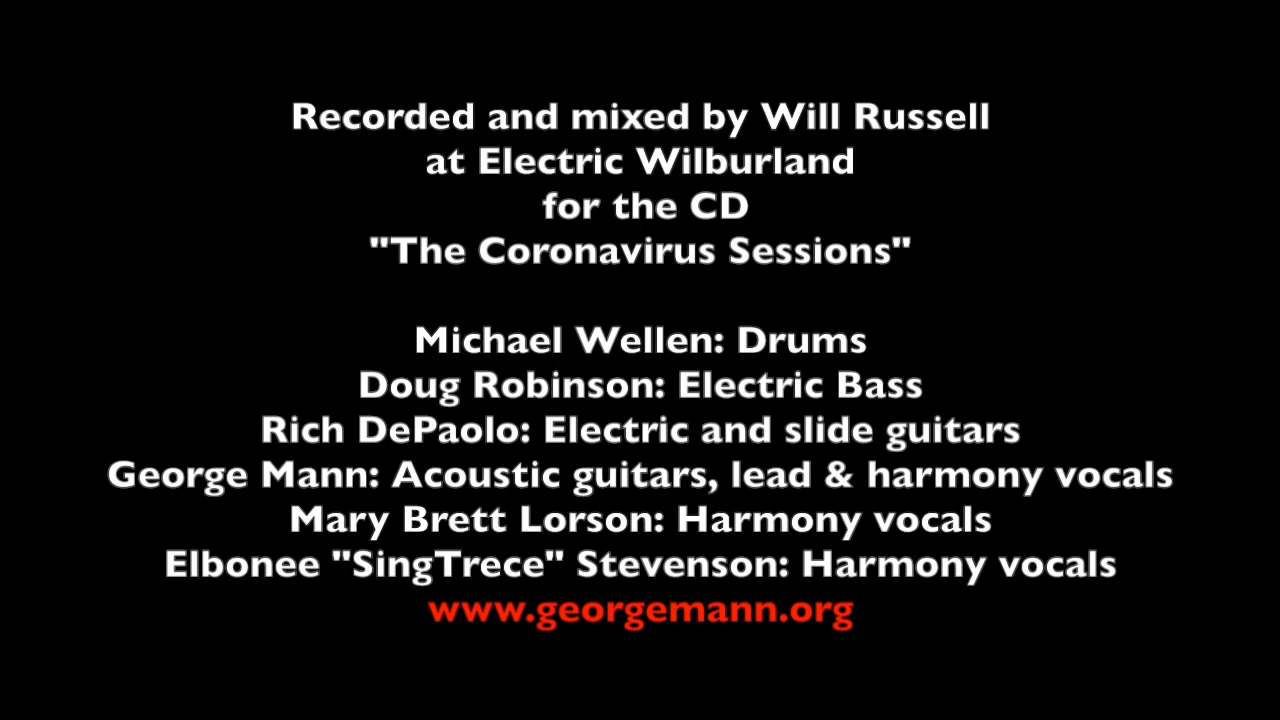 Recorded and mixed by Will Russell
at Electric Wilburland
for the CD
"The Coronavirus Sessions"
Michael Wellen: Drums
Doug Robinson: Electric Bass
Rich DePaolo: Electric and slide guitars
George Mann: Acoustic guitars, lead & harmony vocals
Mary Brett Lorson: Harmony vocals
Elbonee "SingTrece" Stevenson: Harmony vocals
www.georgemann.org